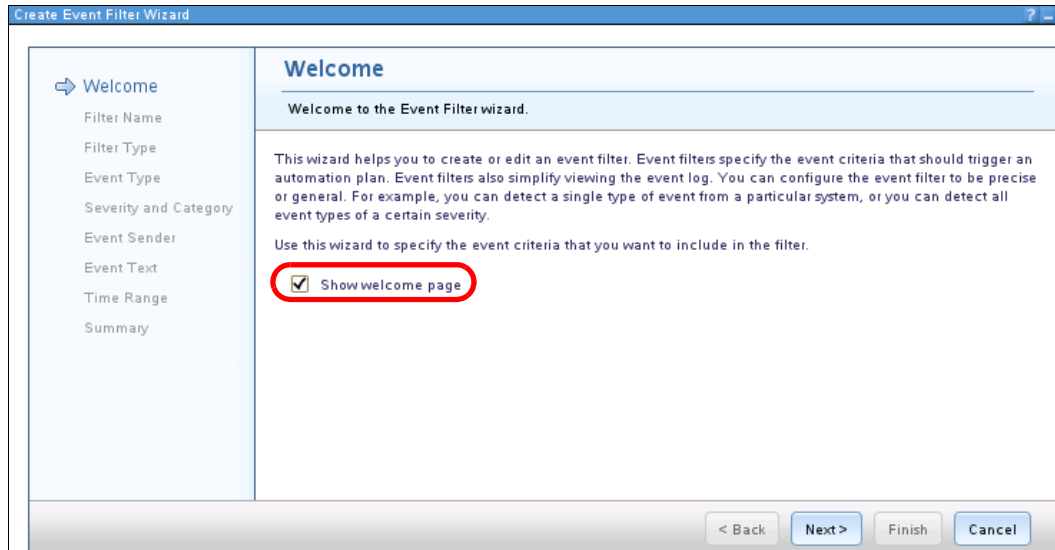 Create Event Filter Wizard
?
Welcome
Filter Name
Filter Type
Event Type
Severity and Category
Event Sender
Event Text
Time Range
Summary
Welcome
Welcome to the Event Filter wizard.
This wizard helps you to create or edit an event filter. Event filters specify the event criteria that should trigger an
automation plan. Event filters also simplify viewing the event log. You can configure the event filter to be precise
or general. For example, you can detect a single type of event from a particular system, or you can detect all
event types of a certain severity.
Use this wizard to specify the event criteria that you want to include in the filter.
Show welcome page
< Back
Next >
Finish
Cancel